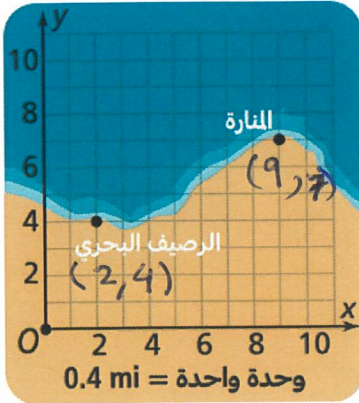 y
10
8
المنارة
6
(9,7)
4
الرصيف البحري
2
(2,4)
x
O 2 4 6 8 10
وحدة واحدة = 0.4 mi